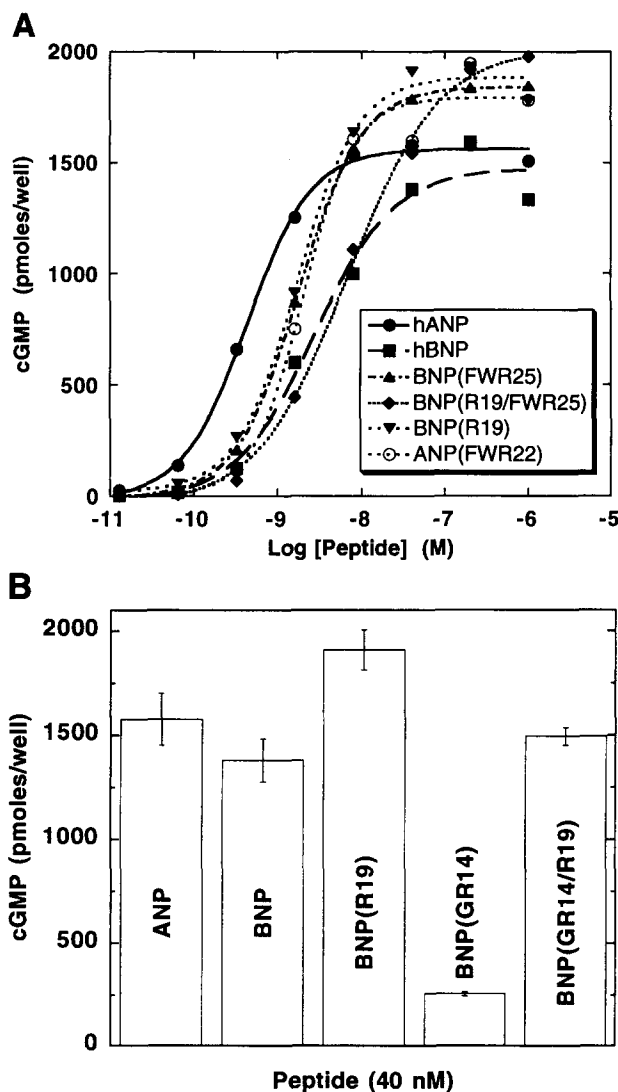 A
2000
1500
1000
500
0
cGMP (pmoles/well)
hANP
hBNP
BNP(FWR25)
BNP(R19/FWR25)
BNP(R19)
ANP(FWR22)
-11 -10 -9 -8 -7 -6 -5
Log [Peptide] (M)
B
2000
1500
1000
500
0
cGMP (pmoles/well)
ANP
BNP
BNP(R19)
BNP(GR14)
BNP(GR14/R19)
Peptide (40 nM)